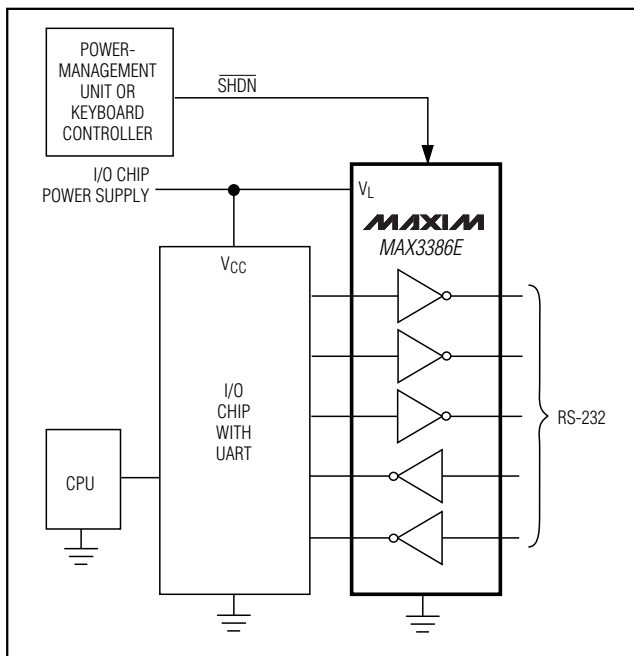 POWER-
MANAGEMENT
UNIT OR
KEYBOARD
CONTROLLER
SHDN
I/O CHIP
POWER SUPPLY
VL
MAXIM
MAX3386E
VCC
I/O
CHIP
WITH
UART
RS-232
CPU